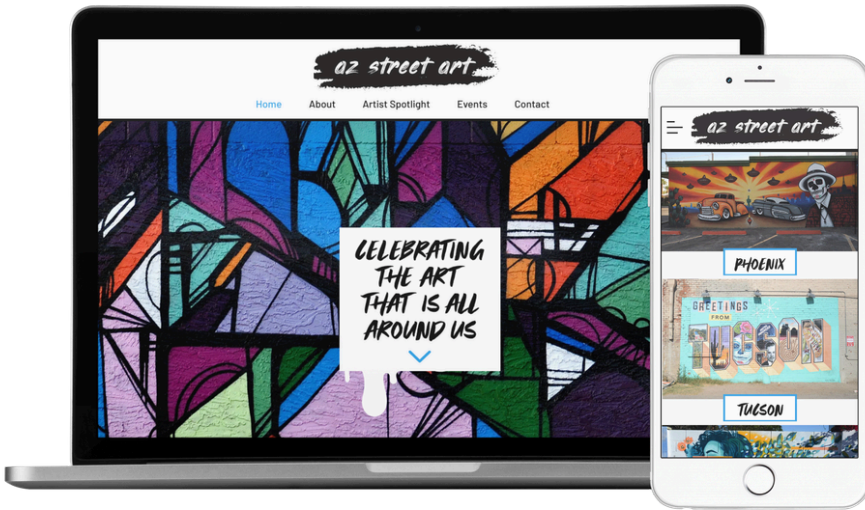 az street art
Home About Artist Spotlight Events Contact
CELEBRATING
THE ART
THAT IS ALL
AROUND US
az street art
PHOENIX
GREETINGS
FROM
TUCSON
TUCSON